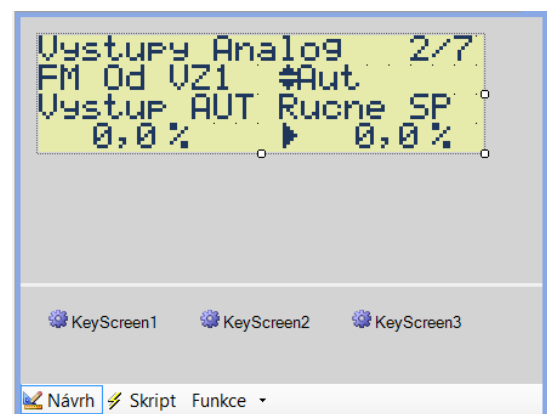 Vystupy Analog 2/7
FM Od VZ1 Aut
Vystup AUT Rucne SP
0,0% 0,0%
KeyScreen1 KeyScreen2 KeyScreen3
Návrh Skript Funkce